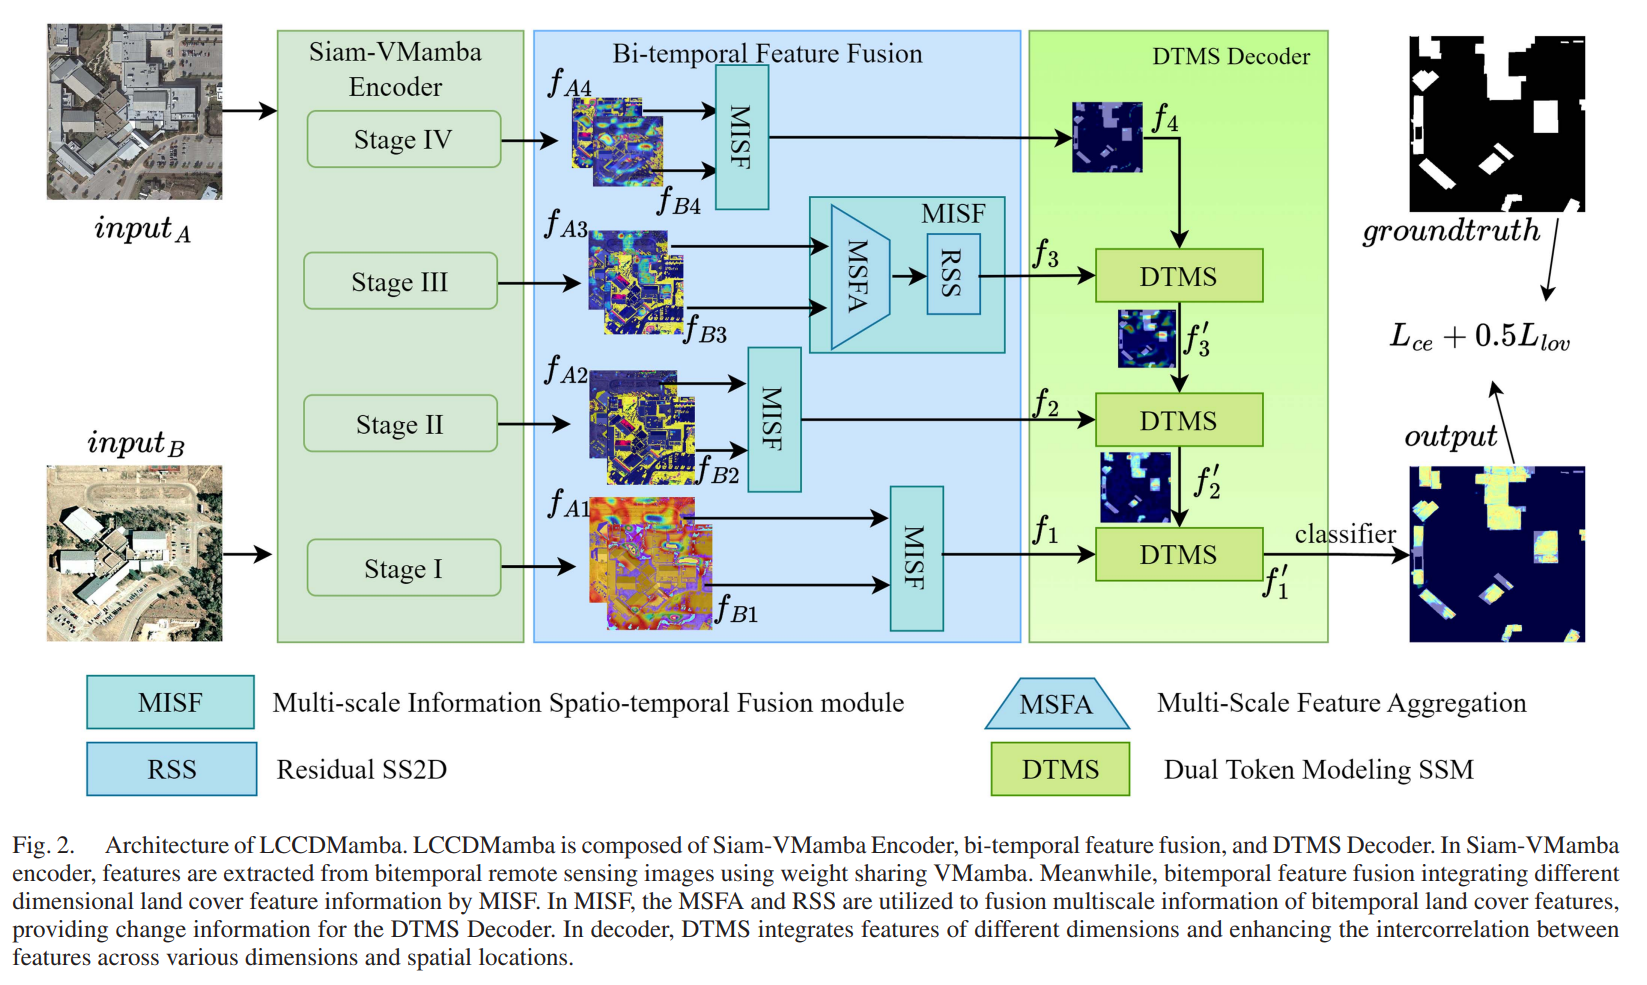 Siam-VMamba
Encoder
Stage IV
Stage III
Stage II
Stage I
input_A
input_B
Bi-temporal Feature Fusion
f_{A4}
f_{B4}
MISF
f_{A3}
f_{B3}
MISF
MSFA
RSS
f_{A2}
f_{B2}
MISF
f_{A1}
f_{B1}
MISF
DTMS Decoder
f_4
f_3
DTMS
f'_3
f_2
DTMS
f'_2
f_1
DTMS
f'_1
classifier
groundtruth
L_{ce} + 0.5L_{lov}
output
MISF Multi-scale Information Spatio-temporal Fusion module
MSFA Multi-Scale Feature Aggregation
RSS Residual SS2D
DTMS Dual Token Modeling SSM
Fig. 2. Architecture of LCCDMamba. LCCDMamba is composed of Siam-VMamba Encoder, bi-temporal feature fusion, and DTMS Decoder. In Siam-VMamba
encoder, features are extracted from bitemporal remote sensing images using weight sharing VMamba. Meanwhile, bitemporal feature fusion integrating different
dimensional land cover feature information by MISF. In MISF, the MSFA and RSS are utilized to fusion multiscale information of bitemporal land cover features,
providing change information for the DTMS Decoder. In decoder, DTMS integrates features of different dimensions and enhancing the intercorrelation between
features across various dimensions and spatial locations.